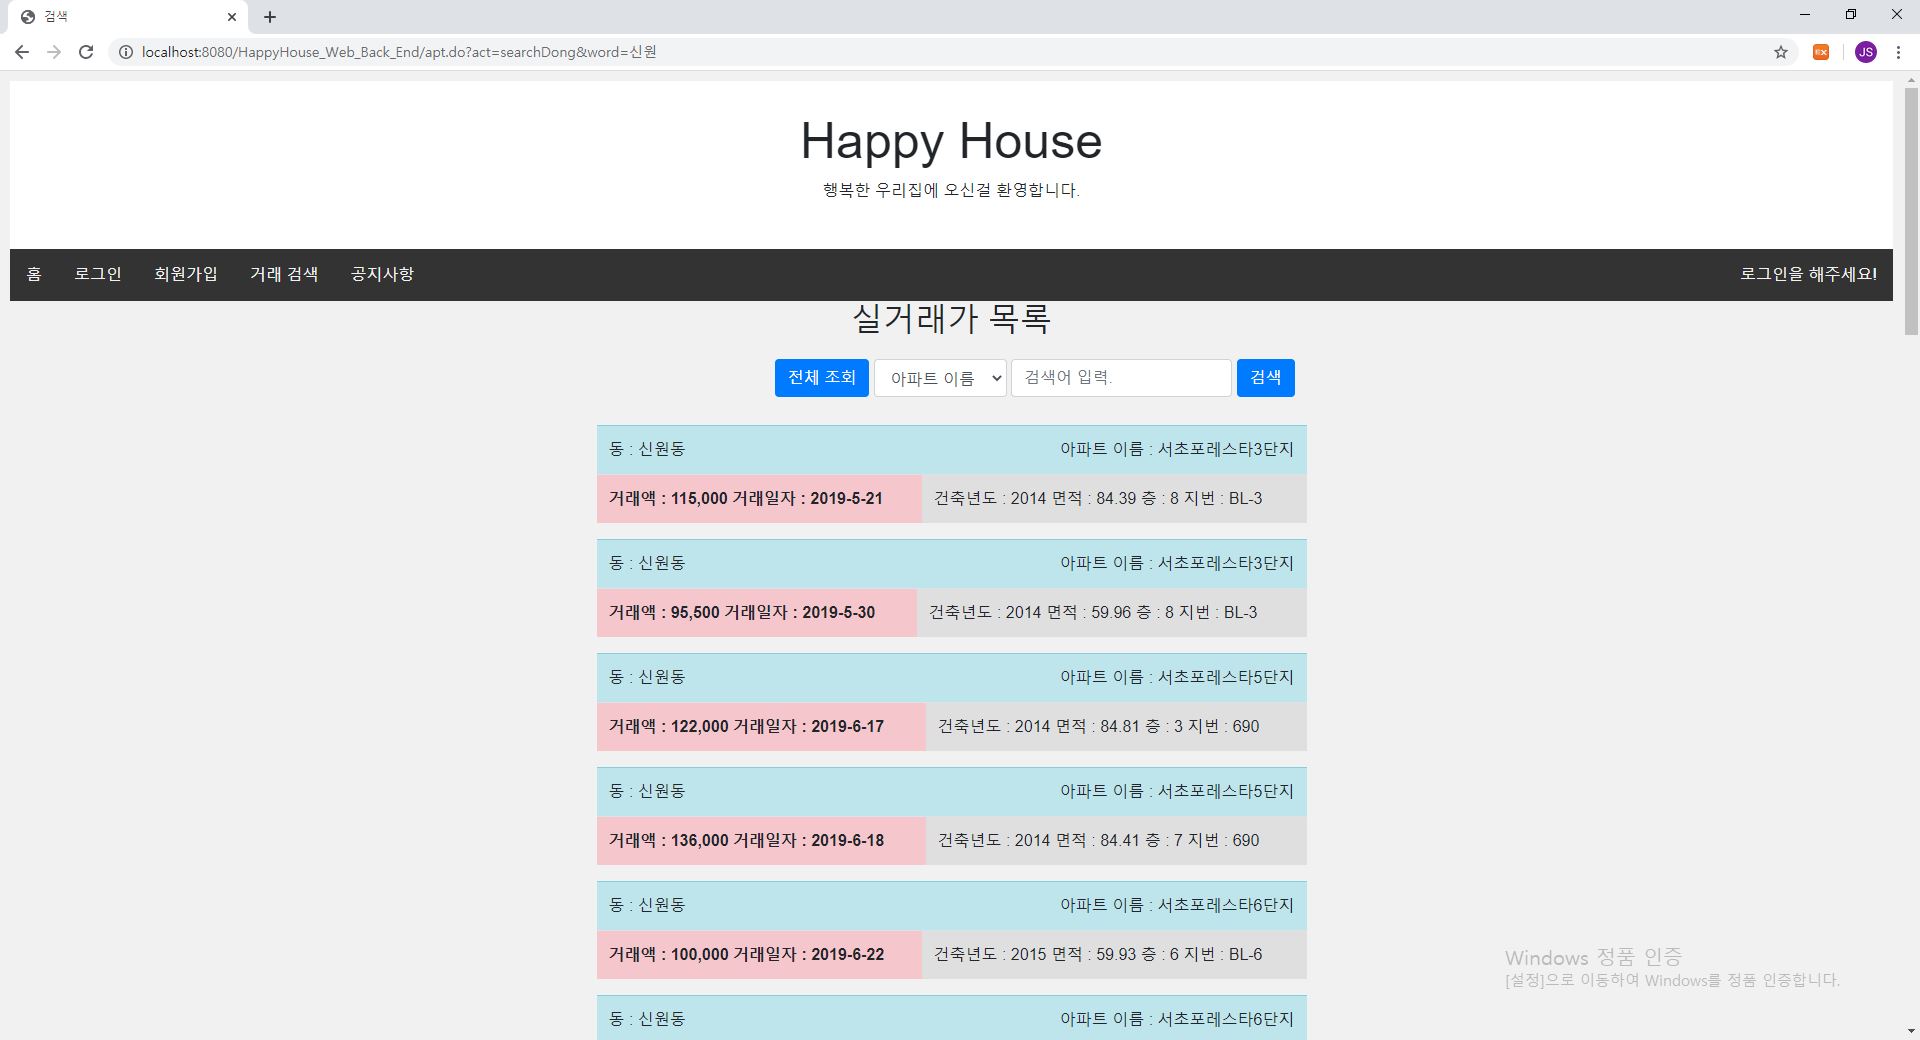 검색
localhost:8080/HappyHouse_Web_Back_End/apt.do?act=searchDong&word=신원
JS
Happy House
행복한 우리집에 오신걸 환영합니다.
홈 로그인 회원가입 거래 검색 공지사항 로그인을 해주세요!
실거래가 목록
전체 조회 아파트 이름 검색어 입력. 검색
동 : 신원동 아파트 이름 : 서초포레스타3단지
거래액 : 115,000 거래일자 : 2019-5-21 건축년도 : 2014 면적 : 84.39 층 : 8 지번 : BL-3
동 : 신원동 아파트 이름 : 서초포레스타3단지
거래액 : 95,500 거래일자 : 2019-5-30 건축년도 : 2014 면적 : 59.96 층 : 8 지번 : BL-3
동 : 신원동 아파트 이름 : 서초포레스타5단지
거래액 : 122,000 거래일자 : 2019-6-17 건축년도 : 2014 면적 : 84.81 층 : 3 지번 : 690
동 : 신원동 아파트 이름 : 서초포레스타5단지
거래액 : 136,000 거래일자 : 2019-6-18 건축년도 : 2014 면적 : 84.41 층 : 7 지번 : 690
동 : 신원동 아파트 이름 : 서초포레스타6단지
거래액 : 100,000 거래일자 : 2019-6-22 건축년도 : 2015 면적 : 59.93 층 : 6 지번 : BL-6
동 : 신원동 아파트 이름 : 서초포레스타6단지
Windows 정품 인증
[설정]으로 이동하여 Windows를 정품 인증합니다.